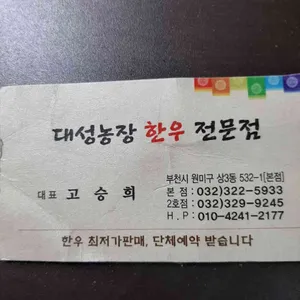 대성농장 한우 전문점
부천시 원미구 상3동 532-1[본점]
대표 고승희
본 점 : 032)322-5933
2호점 : 032)329-9245
H . P : 010-4241-2177
한우 최저가판매, 단체예약 받습니다